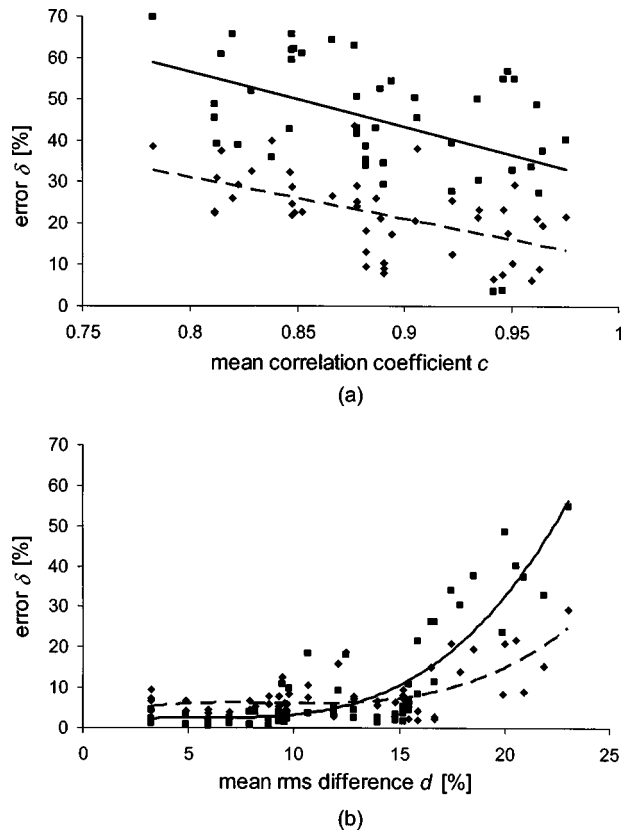 70
60
50
40
30
20
10
0
error δ [%]
0.75 0.8 0.85 0.9 0.95 1
mean correlation coefficient c
(a)
70
60
50
40
30
20
10
0
error δ [%]
0 5 10 15 20 25
mean rms difference d [%]
(b)